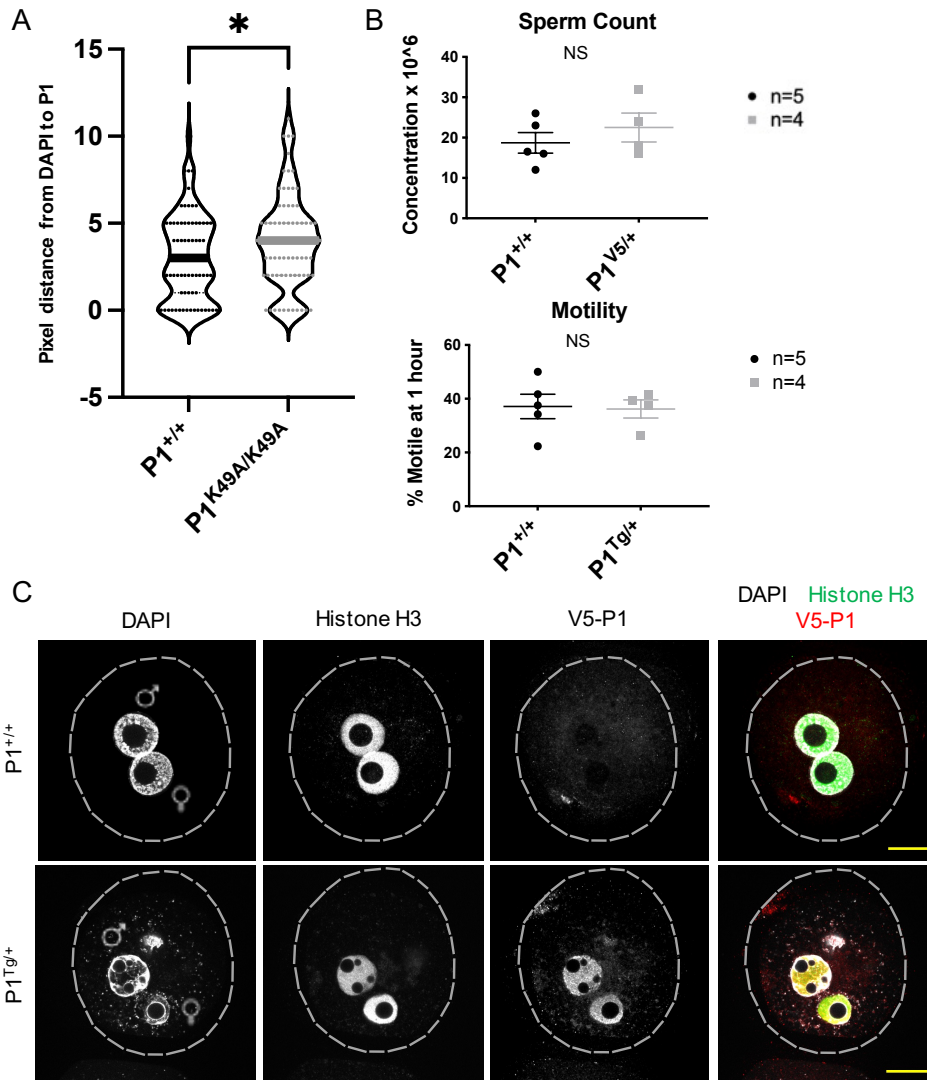 A
*
15
10
5
0
-5
Pixel distance from DAPI to P1
P1+/+
P1K49A/K49A
B
Sperm Count
NS
40
30
20
10
0
Concentration x 10^6
P1+/+
P1V5/+
n=5
n=4
Motility
NS
60
40
20
0
% Motile at 1 hour
P1+/+
P1Tg/+
n=5
n=4
C
DAPI
Histone H3
V5-P1
DAPI Histone H3
V5-P1
P1+/+
♂
♀
P1Tg/+
♂
♀